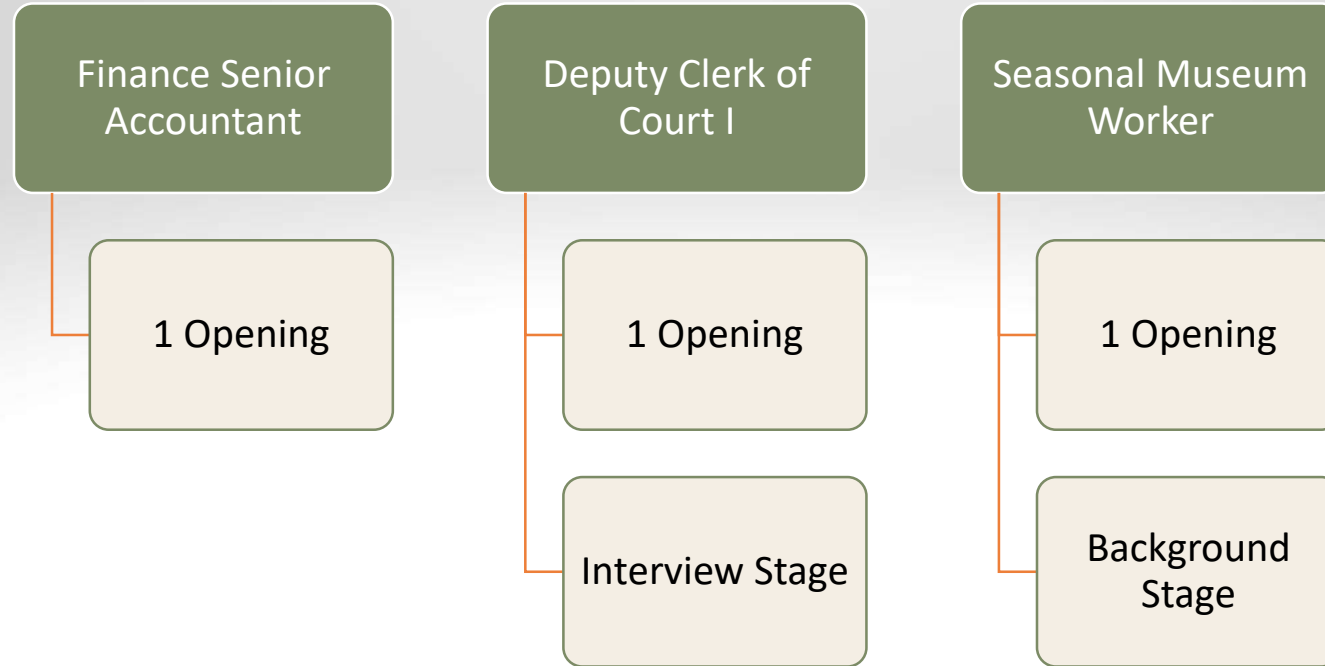 Finance Senior
Accountant
1 Opening
Deputy Clerk of
Court I
1 Opening
Interview Stage
Seasonal Museum
Worker
1 Opening
Background
Stage